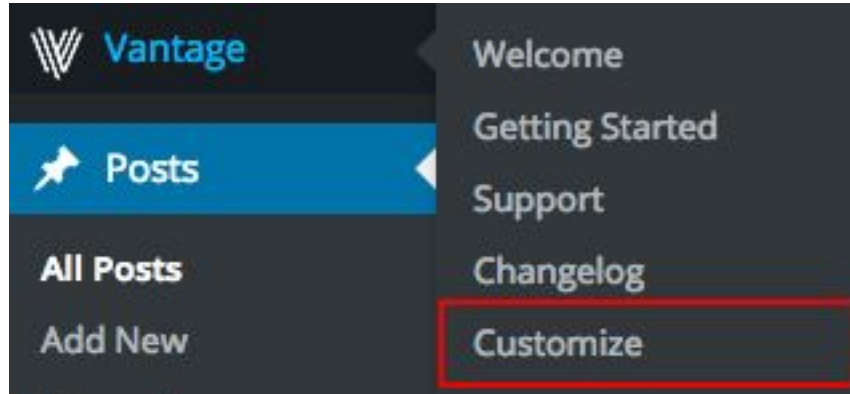 Vantage
Posts
All Posts
Add New
Welcome
Getting Started
Support
Changelog
Customize